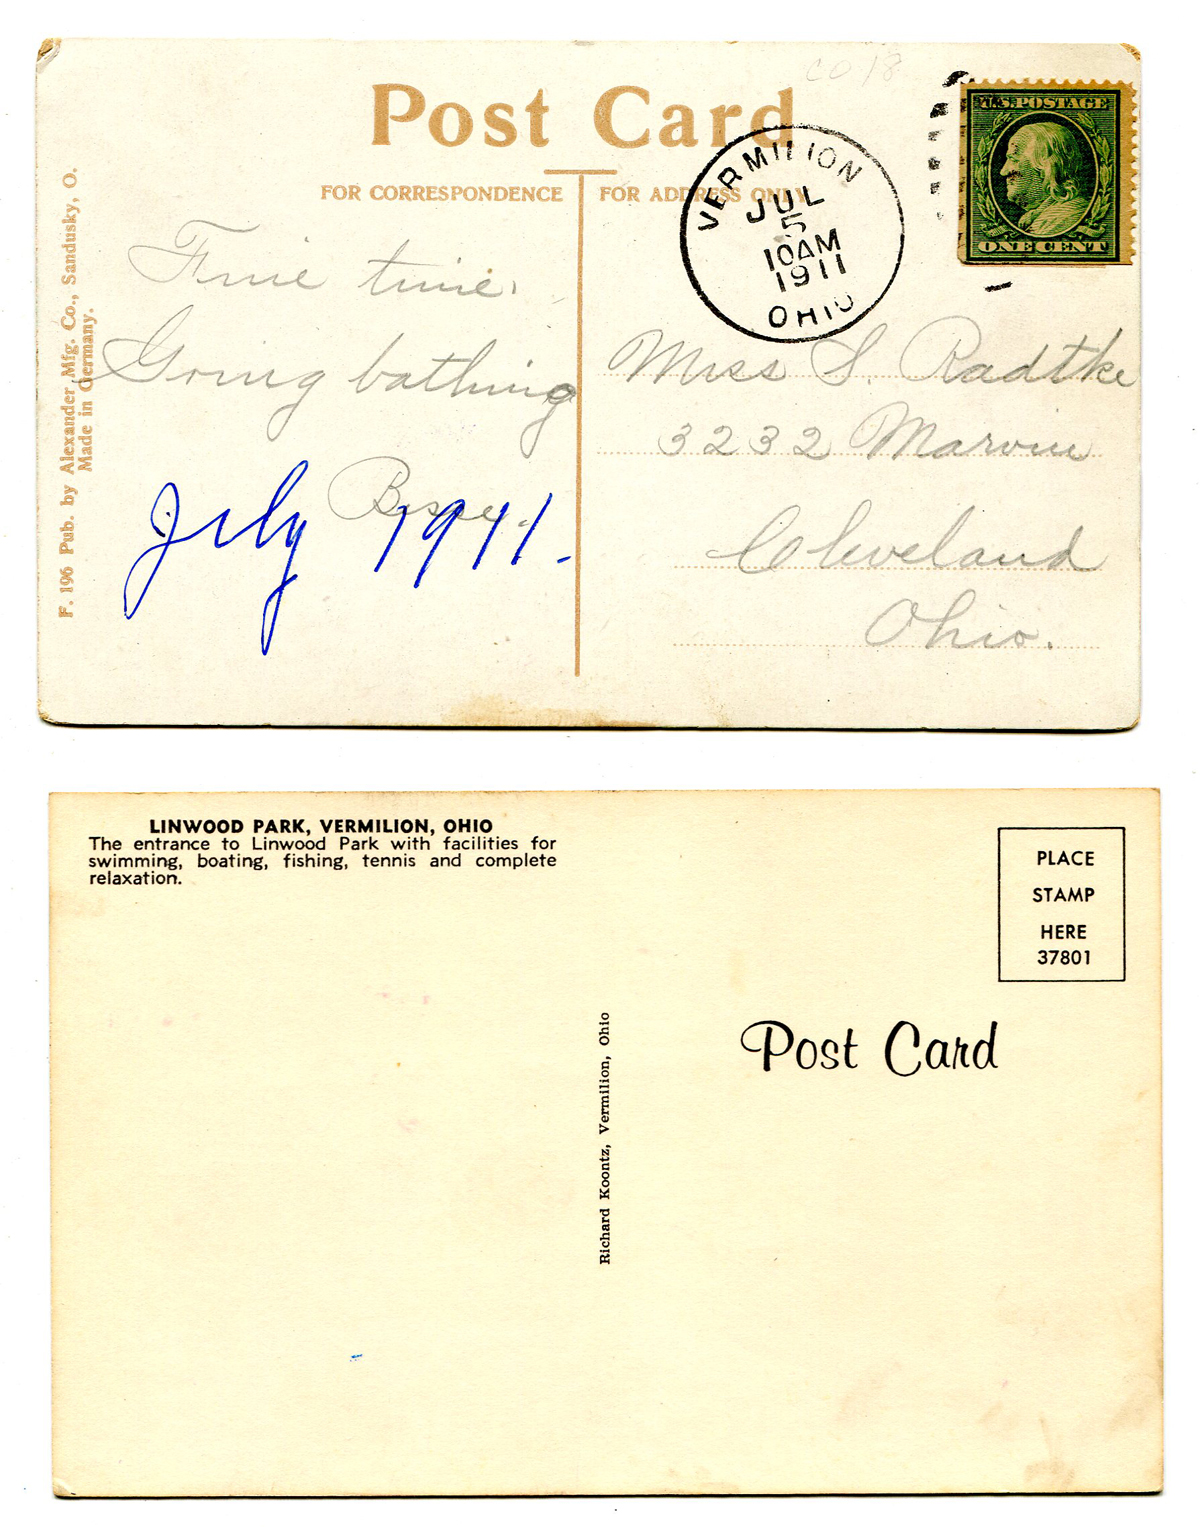 CO18
Post Card
U.S. POSTAGE
ONE CENT
VERMILION
JUL
5
10AM
1911
OHIO
FOR CORRESPONDENCE
FOR ADDRESS ONLY
Fine time.
Going bathing
July 1911.
Miss S. Radtke
3232 Marvin
Cleveland
Ohio.
F. 196 Pub. by Alexander Mfg. Co., Sandusky, O.
Made in Germany.
LINWOOD PARK, VERMILION, OHIO
The entrance to Linwood Park with facilities for
swimming, boating, fishing, tennis and complete
relaxation.
PLACE
STAMP
HERE
37801
Post Card
Richard Koontz, Vermilion, Ohio